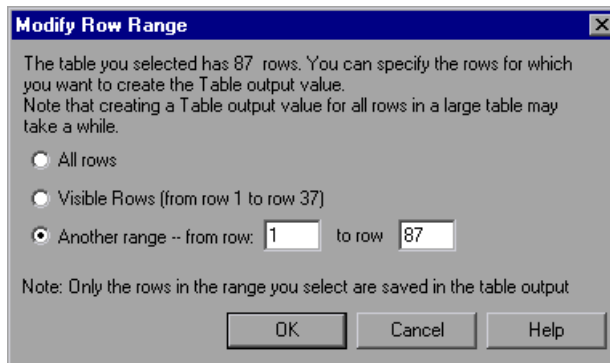 Modify Row Range
The table you selected has 87 rows. You can specify the rows for which
you want to create the Table output value.
Note that creating a Table output value for all rows in a large table may
take a while.
All rows
Visible Rows (from row 1 to row 37)
Another range -- from row: 1 to row 87
Note: Only the rows in the range you select are saved in the table output
OK Cancel Help